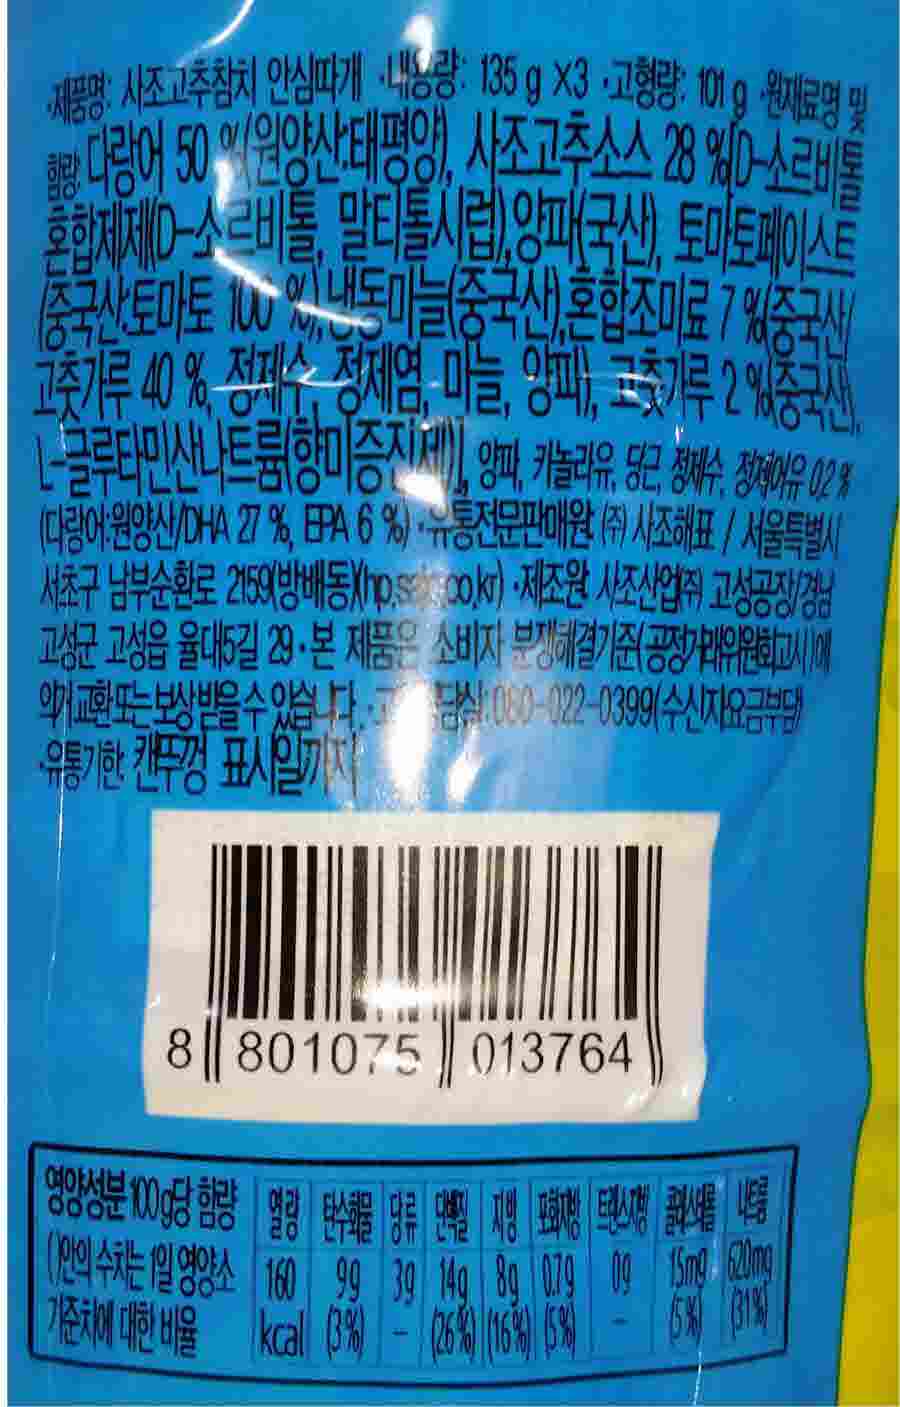 ·제품명: 사조고추참치 안심따개 ·내용량: 135 g X3 ·고형량: 101 g ·원재료명 및
함량: 다랑어 50 %(원양산:태평양), 사조고추소스 28 %[D-소르비톨
혼합제제(D-소르비톨, 말티톨시럽),양파(국산), 토마토페이스트
(중국산:토마토 100 %),냉동마늘(중국산),혼합조미료 7 %(중국산/
고춧가루 40 %, 정제수, 정제염, 마늘, 양파), 고춧가루 2 %(중국산),
L-글루타민산나트륨(향미증진제)], 양파, 카놀라유, 당근, 정제수, 정제어유 0.2 %
(다랑어:원양산/DHA 27 %, EPA 6 %) ·유통전문판매원: (주) 사조해표 / 서울특별시
서초구 남부순환로 2159(방배동) ·제조원: 사조산업(주) 고성공장/경남
고성군 고성읍 율대5길 29 ·본 제품은 소비자 분쟁해결기준(공정거래위원회고시)에
의거 교환 또는 보상 받을 수 있습니다. 080-022-0399(수신자요금부담)
·유통기한: 캔뚜껑 표시일까지
8 801075 013764
영양성분 100 g당 함량 열량 탄수화물 당류 단백질 지방 포화지방 트랜스지방 콜레스테롤 나트륨
()안의 수치는 1일 영양소 160 9g 3g 14g 8g 0.7g 0g 15mg 620mg
기준치에 대한 비율 kcal (3%) - (26%) (16%) (5%) - (5%) (31%)